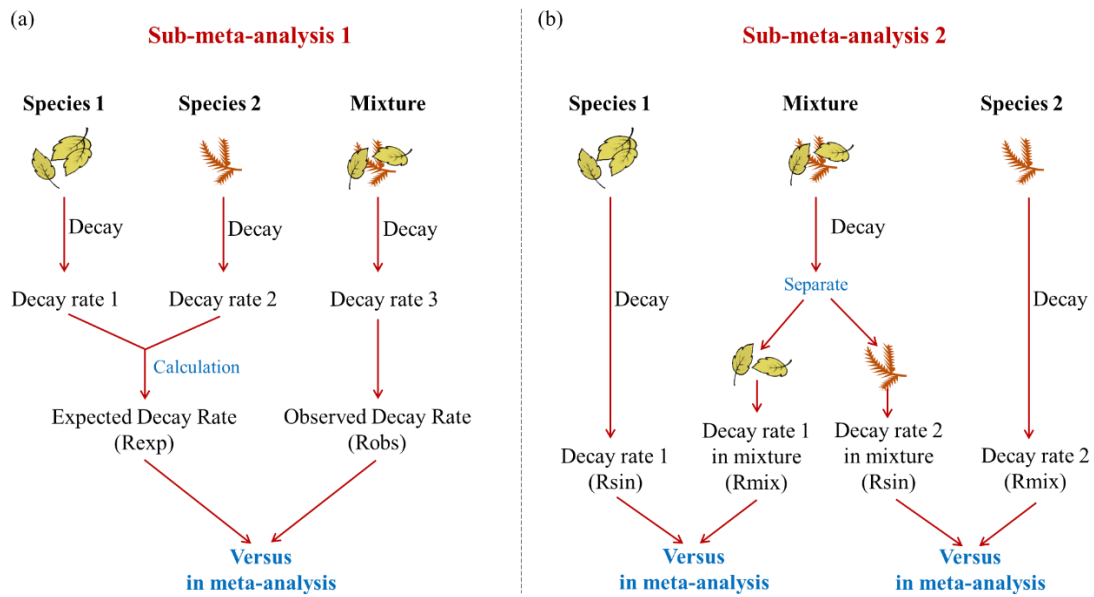 (a)
Sub-meta-analysis 1
Species 1
Species 2
Mixture
Decay
Decay
Decay
Decay rate 1
Decay rate 2
Decay rate 3
Calculation
Expected Decay Rate
(Rexp)
Observed Decay Rate
(Robs)
Versus
in meta-analysis
(b)
Sub-meta-analysis 2
Species 1
Mixture
Species 2
Decay
Separate
Decay
Decay
Decay rate 1
(Rsin)
Decay rate 1
in mixture
(Rmix)
Decay rate 2
in mixture
(Rsin)
Decay rate 2
(Rmix)
Versus
in meta-analysis
Versus
in meta-analysis